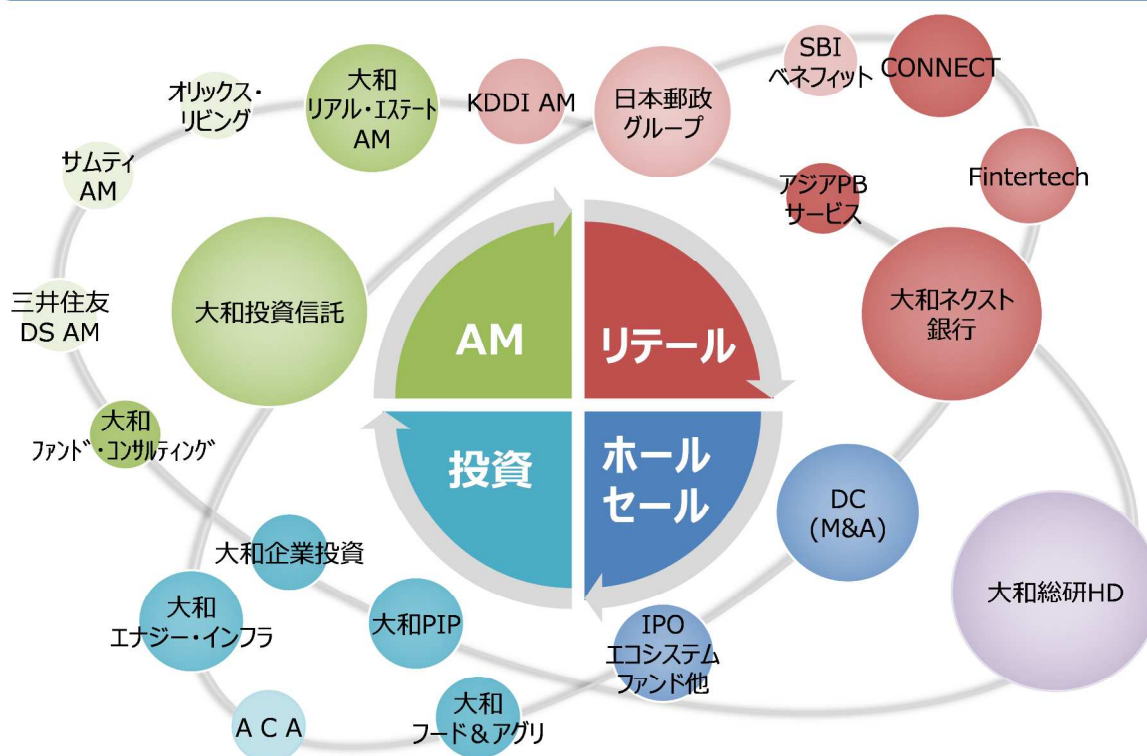 オリックス・
リビング
大和
リアル・エステート
AM
KDDI AM
日本郵政
グループ
SBI
ベネフィット
CONNECT
サムティ
AM
アジアPB
サービス
Fintertech
三井住友
DS AM
大和投資信託
AM
リテール
大和ネクスト
銀行
大和
ファンド・コンサルティング
投資
ホール
セール
DC
(M&A)
大和企業投資
大和
エナジー・インフラ
大和PIP
IPO
エコシステム
ファンド他
大和総研HD
ACA
大和
フード&アグリ